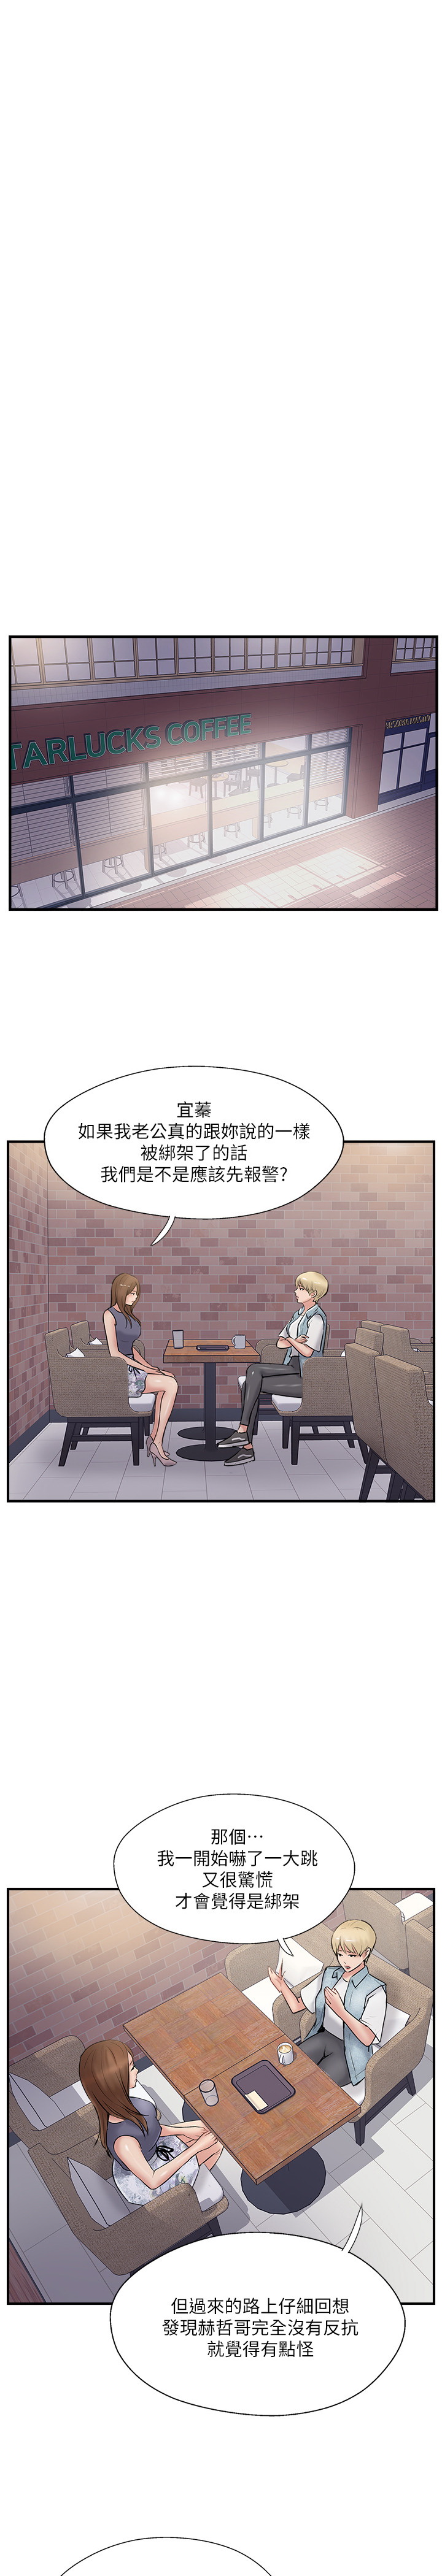 TARLUCKS COFFEE
宜蓁
如果我老公真的跟妳說的一樣
被綁架了的話
我們是不是應該先報警?
那個…
我一開始嚇了一大跳
又很驚慌
才會覺得是綁架
但過來的路上仔細回想
發現赫哲哥完全沒有反抗
就覺得有點怪